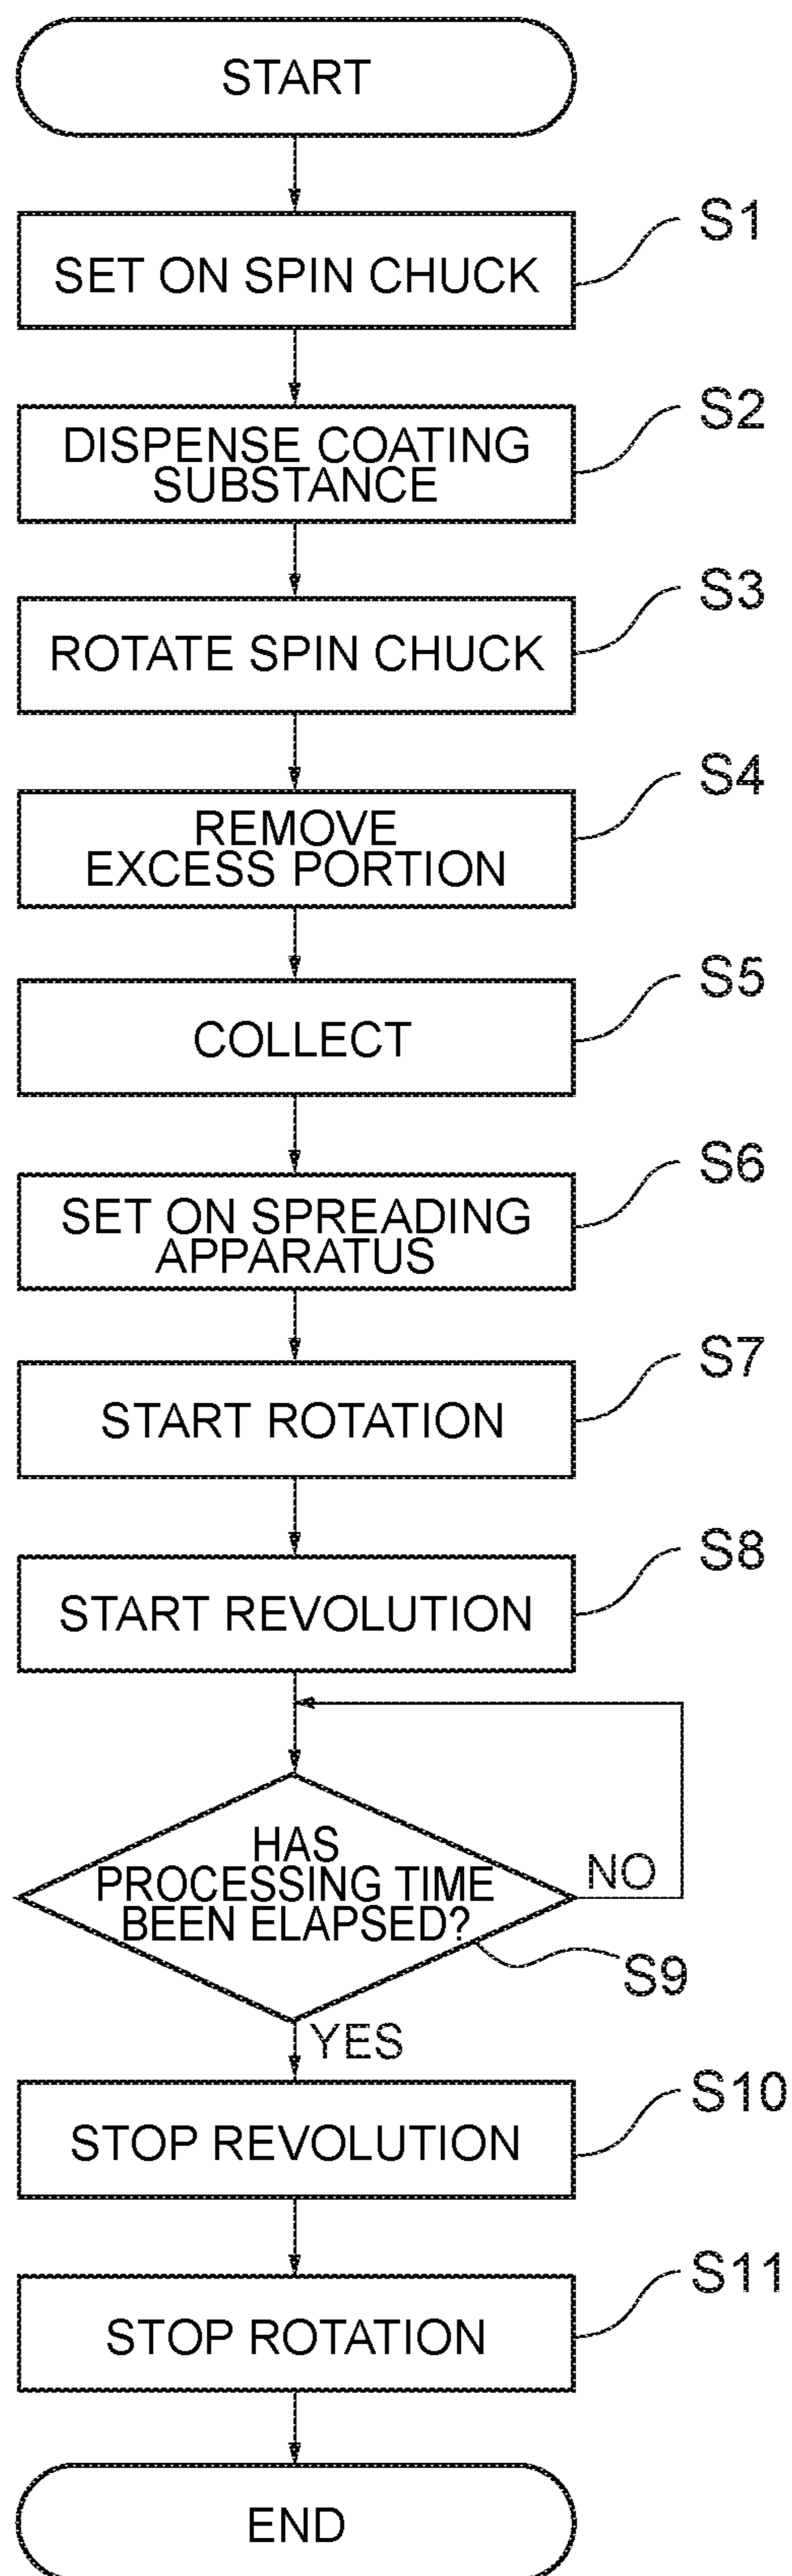 START
S1
SET ON SPIN CHUCK
S2
DISPENSE COATING
SUBSTANCE
S3
ROTATE SPIN CHUCK
S4
REMOVE
EXCESS PORTION
S5
COLLECT
S6
SET ON SPREADING
APPARATUS
S7
START ROTATION
S8
START REVOLUTION
HAS
PROCESSING TIME
BEEN ELAPSED?
NO
S9
YES
S10
STOP REVOLUTION
S11
STOP ROTATION
END